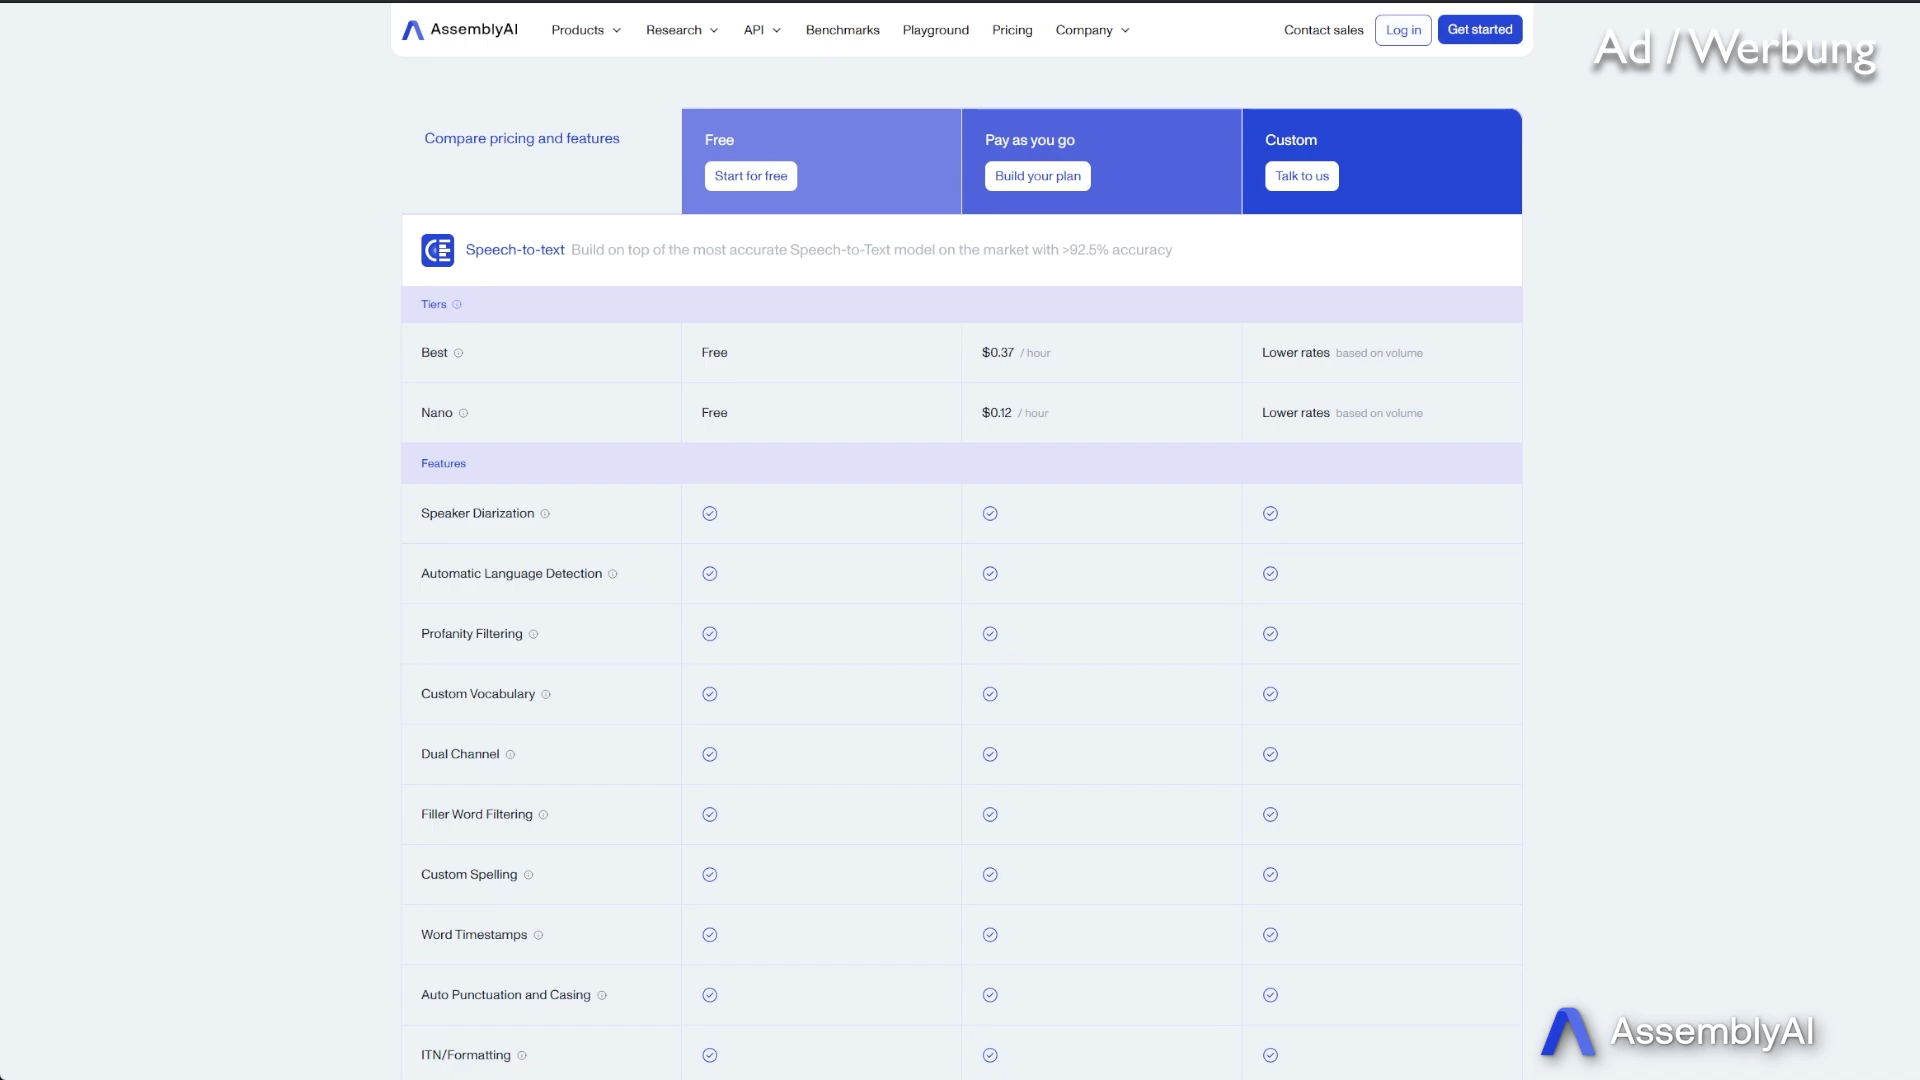 AssemblyAI Products Research API Benchmarks Playground Pricing Company Contact sales Log in Get started
Ad / Werbung
Compare pricing and features Free Pay as you go Custom
Start for free Build your plan Talk to us
Speech-to-text Build on top of the most accurate Speech-to-Text model on the market with >92.5% accuracy
Tiers
Best Free $0.37 / hour Lower rates based on volume
Nano Free $0.12 / hour Lower rates based on volume
Features
Speaker Diarization
Automatic Language Detection
Profanity Filtering
Custom Vocabulary
Dual Channel
Filler Word Filtering
Custom Spelling
Word Timestamps
Auto Punctuation and Casing
ITN/Formatting
AssemblyAI